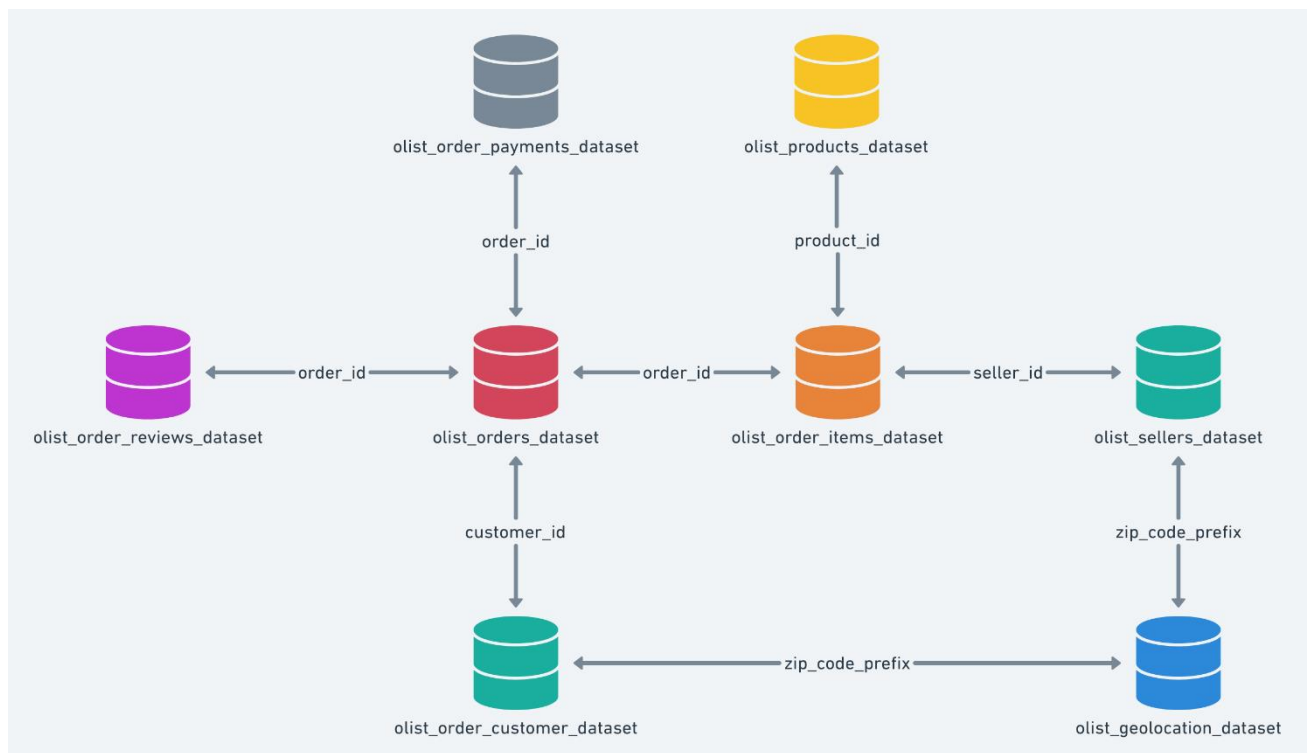 olist_order_payments_dataset
olist_products_dataset
order_id
product_id
order_id
order_id
seller_id
olist_order_reviews_dataset
olist_orders_dataset
olist_order_items_dataset
olist_sellers_dataset
customer_id
zip_code_prefix
zip_code_prefix
olist_order_customer_dataset
olist_geolocation_dataset